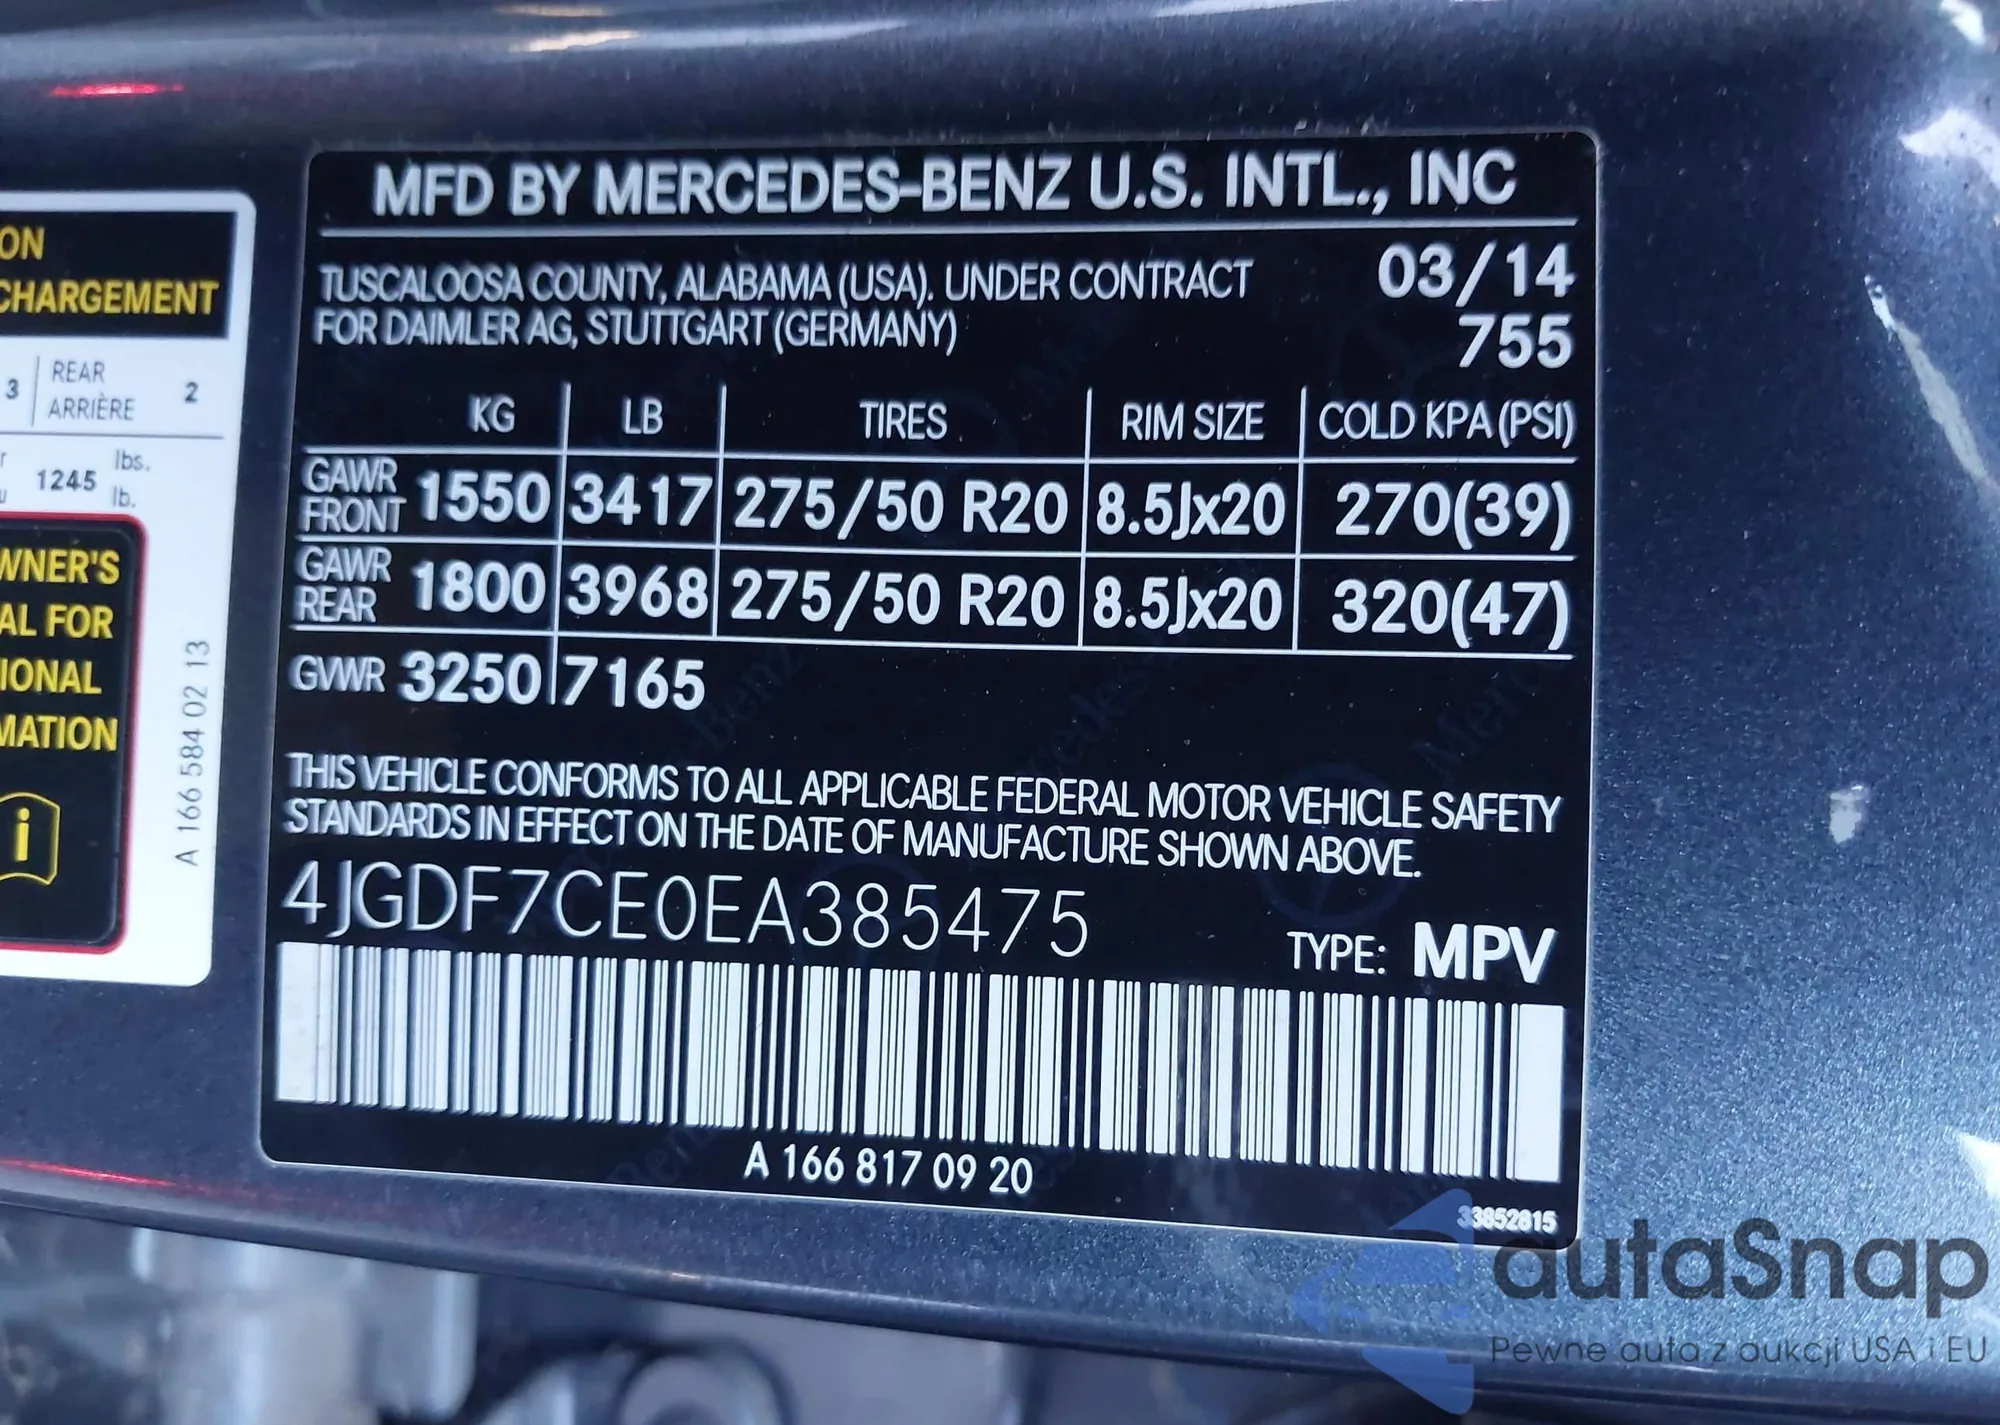 ON
CHARGEMENT
3 REAR ARRIÈRE 2
1245 lbs. lb.
WNER'S
AL FOR
IONAL
MATION
i
A 166 584 02 13
MFD BY MERCEDES-BENZ U.S. INTL., INC
TUSCALOOSA COUNTY, ALABAMA (USA). UNDER CONTRACT 03/14
FOR DAIMLER AG, STUTTGART (GERMANY) 755
KG LB TIRES RIM SIZE COLD KPA (PSI)
GAWR FRONT 1550 3417 275/50 R20 8.5Jx20 270(39)
GAWR REAR 1800 3968 275/50 R20 8.5Jx20 320(47)
GVWR 3250 7165
THIS VEHICLE CONFORMS TO ALL APPLICABLE FEDERAL MOTOR VEHICLE SAFETY
STANDARDS IN EFFECT ON THE DATE OF MANUFACTURE SHOWN ABOVE.
4JGDF7CE0EA385475
TYPE: MPV
A 166 817 09 20
33852815
autaSnap
Pewne auta z aukcji USA i EU